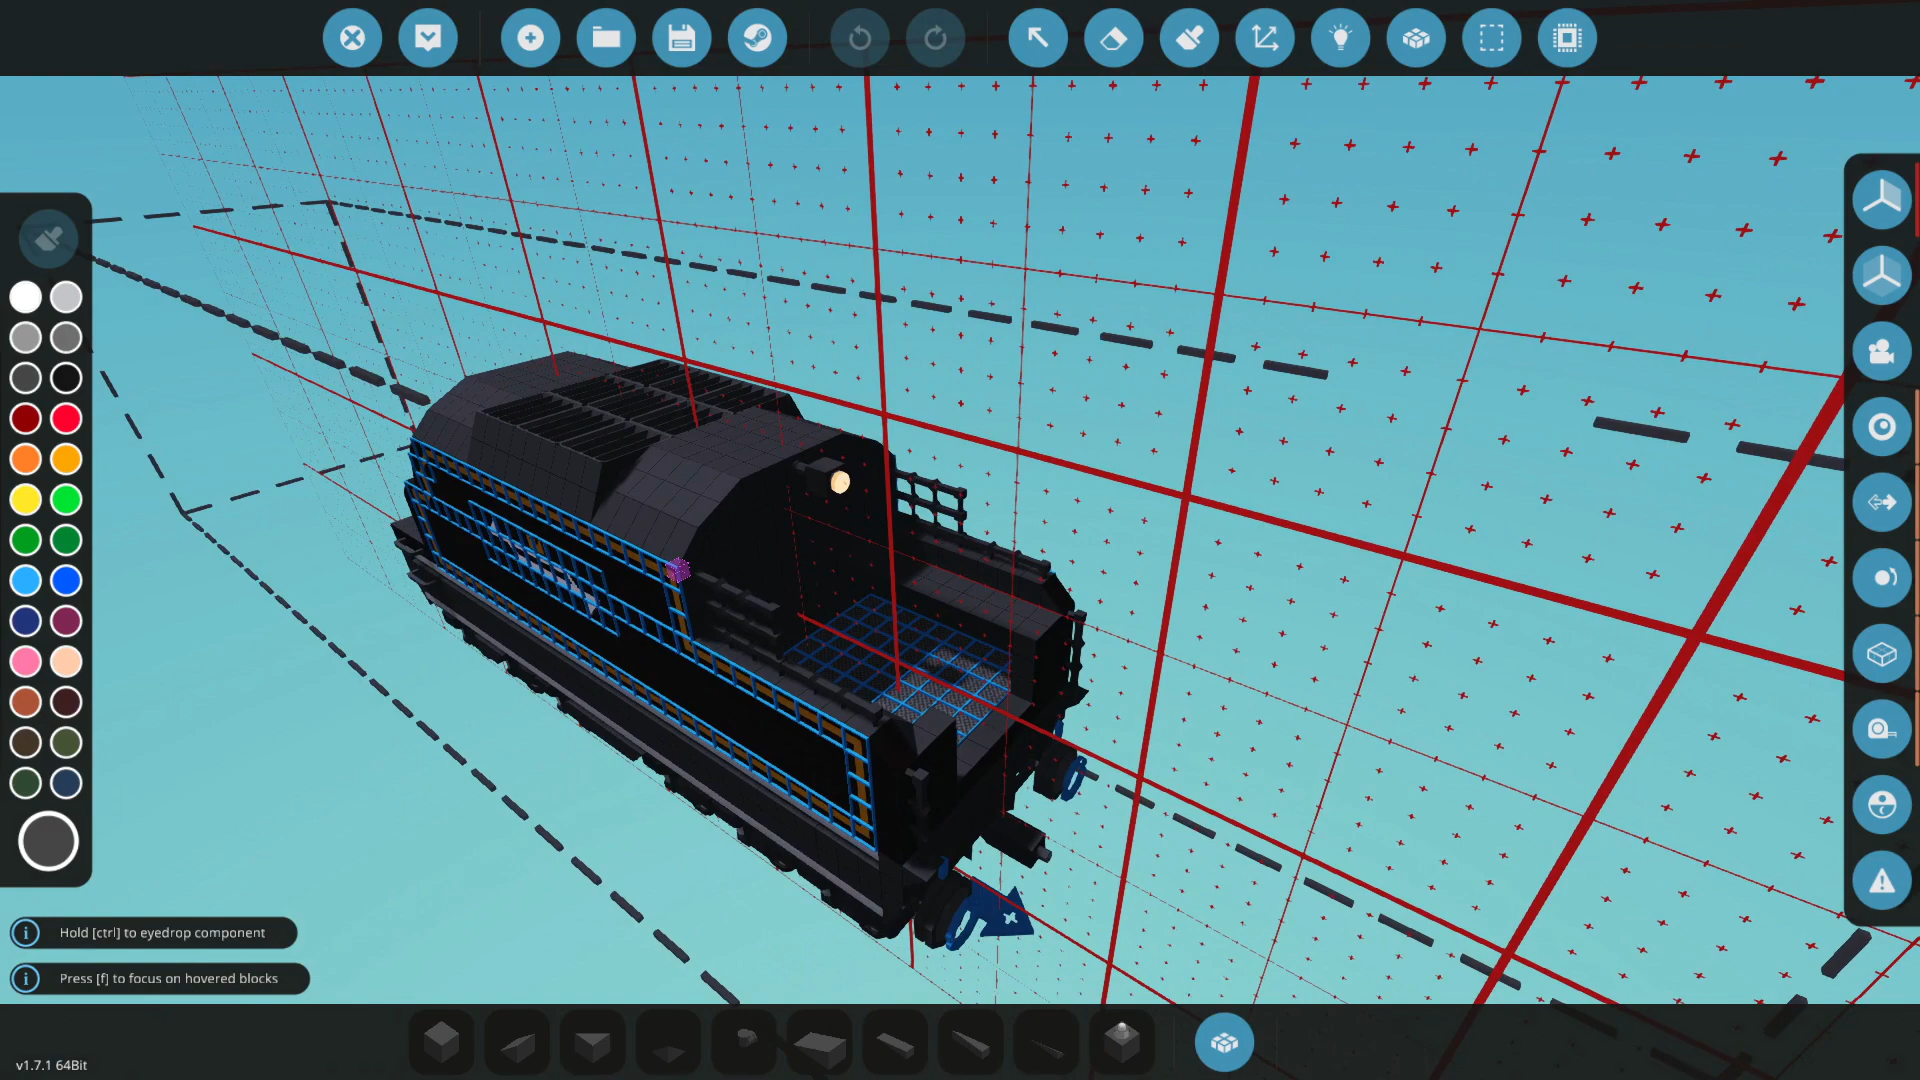 Hold [ctrl] to eyedrop component
Press [f] to focus on hovered blocks
v1.7.1 64Bit